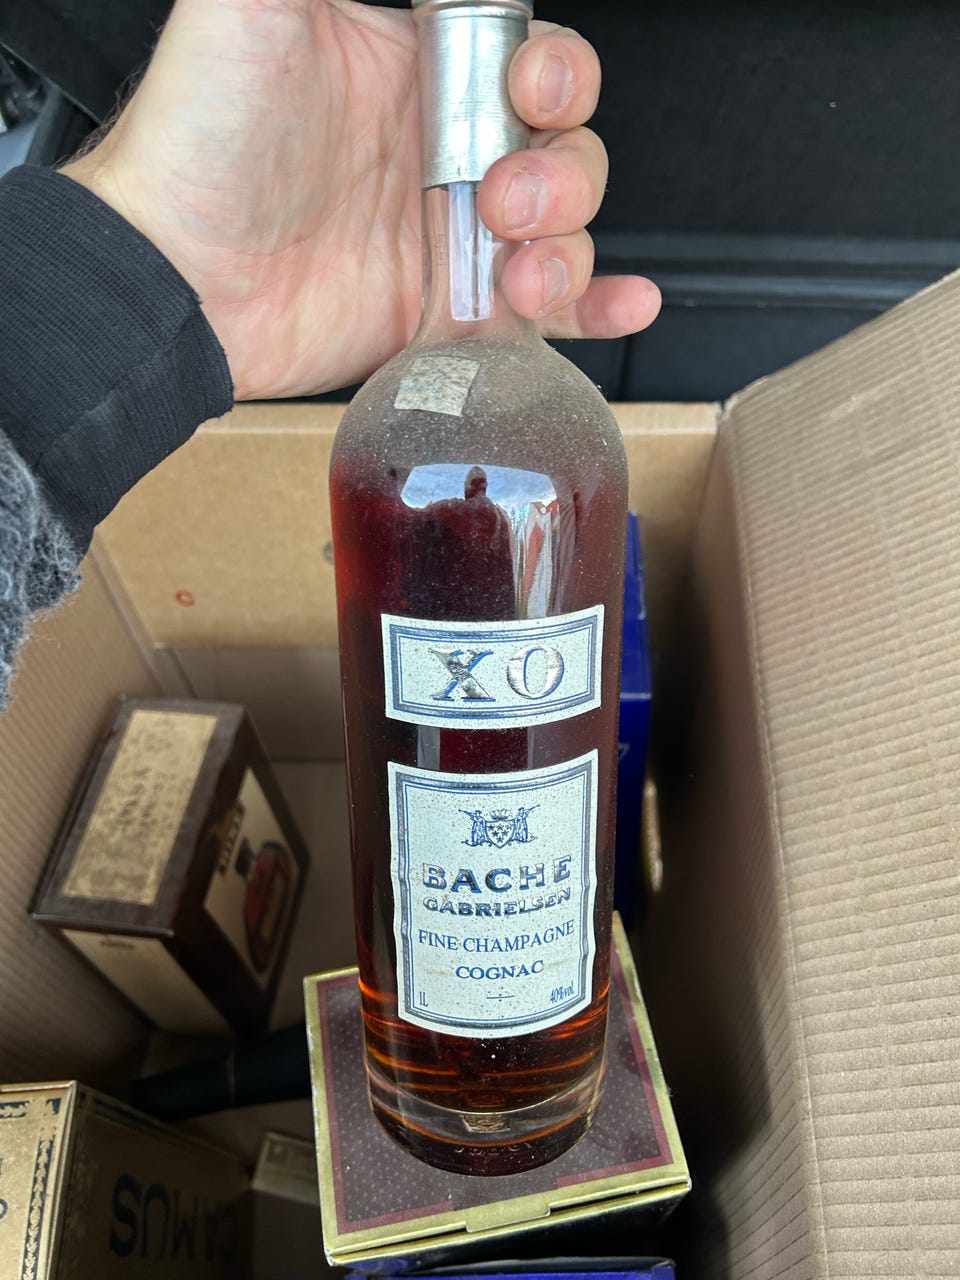 XO
BACHE
GABRIELSEN
FINE CHAMPAGNE
COGNAC
1L
40%vol.
CAMUS